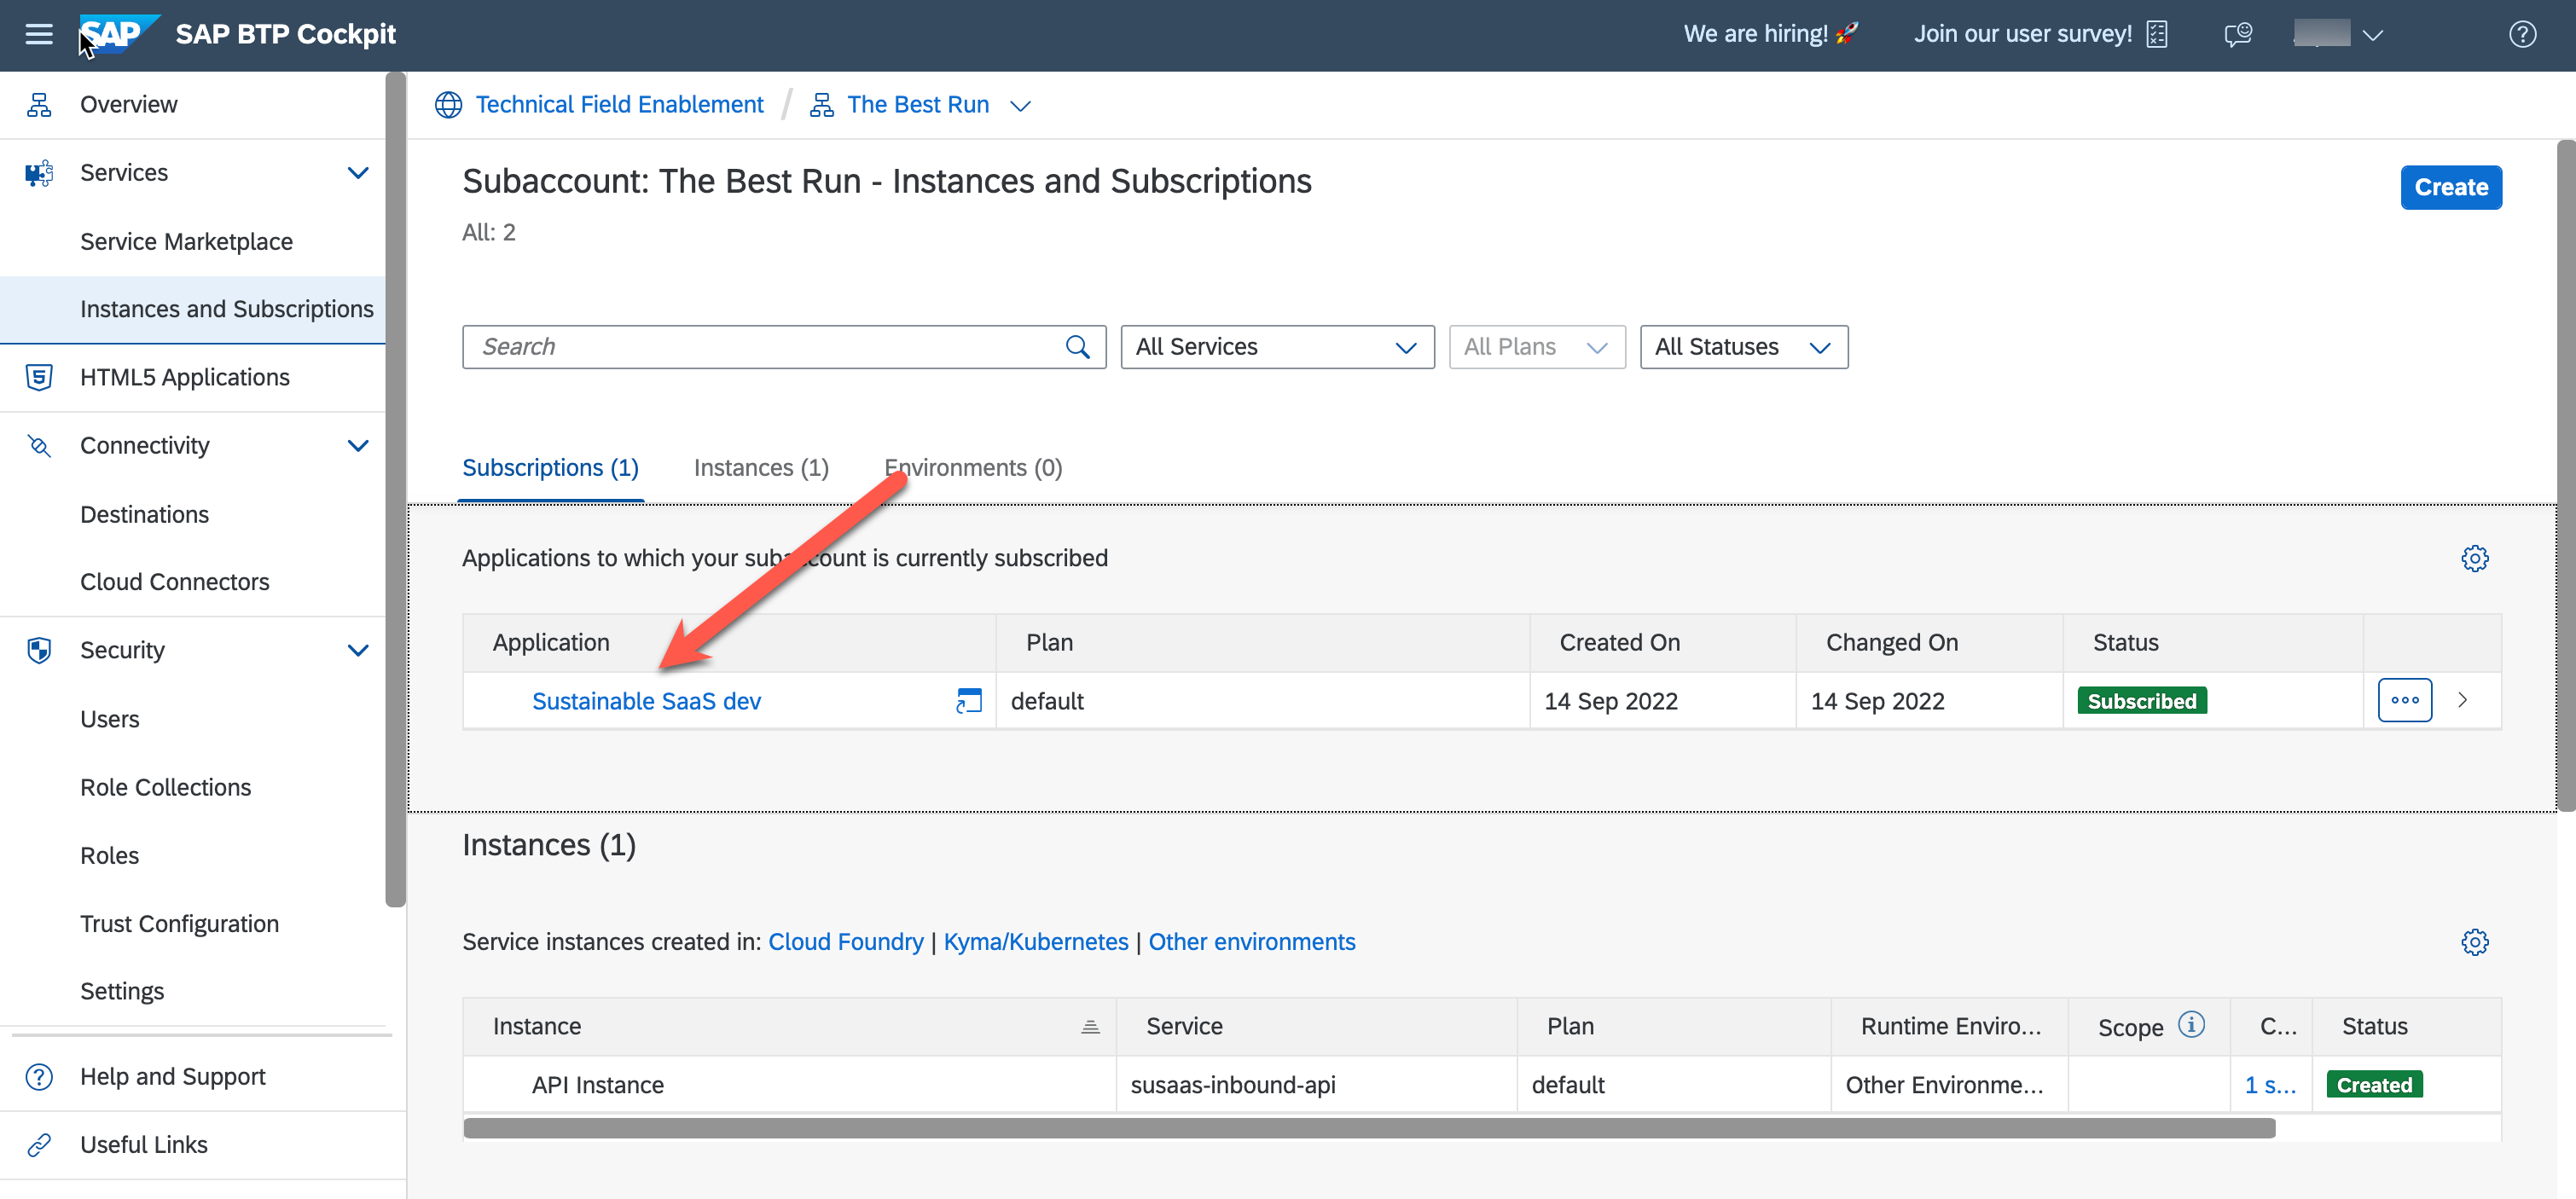 SAP SAP BTP Cockpit We are hiring! 🚀 Join our user survey!
Overview
Services
Service Marketplace
Instances and Subscriptions
HTML5 Applications
Connectivity
Destinations
Cloud Connectors
Security
Users
Role Collections
Roles
Trust Configuration
Settings
Help and Support
Useful Links
Technical Field Enablement / The Best Run
Subaccount: The Best Run - Instances and Subscriptions
Create
All: 2
Search All Services All Plans All Statuses
Subscriptions (1) Instances (1) Environments (0)
Applications to which your subaccount is currently subscribed
Application Plan Created On Changed On Status
Sustainable SaaS dev default 14 Sep 2022 14 Sep 2022 Subscribed
Instances (1)
Service instances created in: Cloud Foundry | Kyma/Kubernetes | Other environments
Instance Service Plan Runtime Enviro... Scope C... Status
API Instance susaas-inbound-api default Other Environme... 1 s... Created